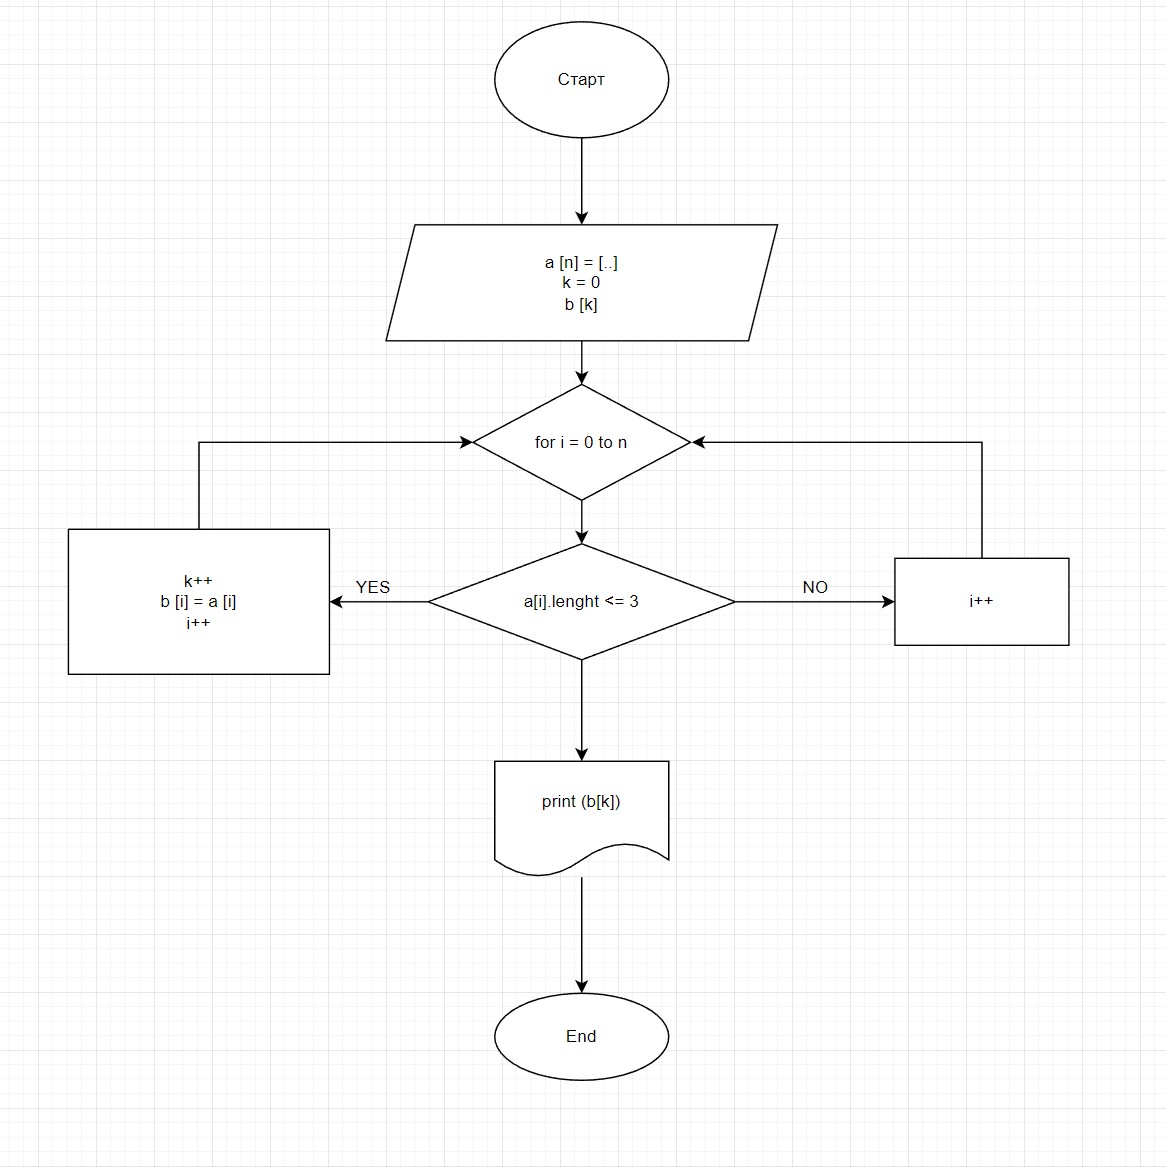 Старт
a [n] = [..]
k = 0
b [k]
for i = 0 to n
k++
b [i] = a [i]
i++
YES
a[i].lenght <= 3
NO
i++
print (b[k])
End